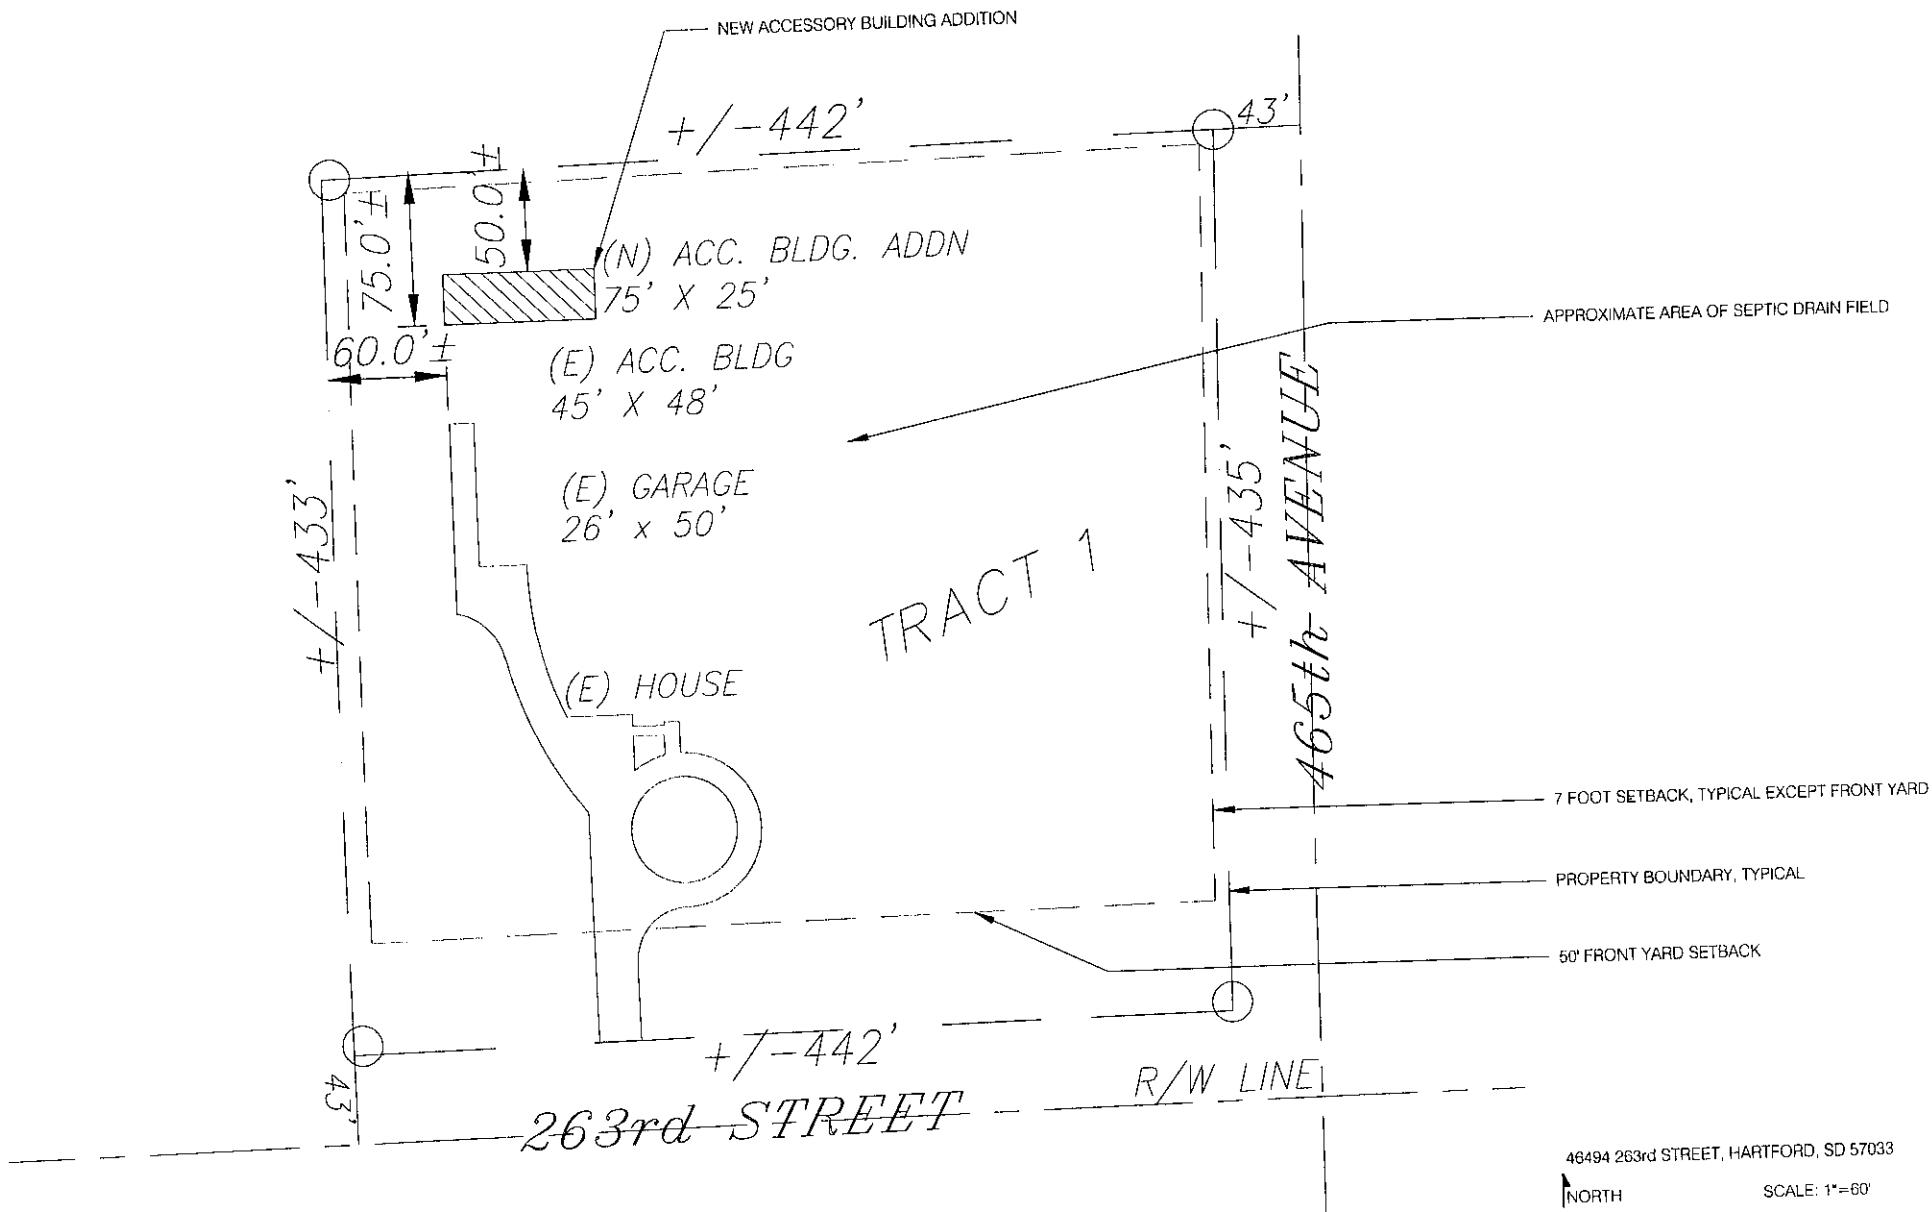 NEW ACCESSORY BUILDING ADDITION
+/-442'
43'
75.0'±
50.0'±
(N) ACC. BLDG. ADDN
75' X 25'
APPROXIMATE AREA OF SEPTIC DRAIN FIELD
60.0'±
(E) ACC. BLDG
45' X 48'
+/-433'
(E) GARAGE
26' x 50'
+/-435'
465th AVENUE
TRACT 1
(E) HOUSE
7 FOOT SETBACK, TYPICAL EXCEPT FRONT YARD
PROPERTY BOUNDARY, TYPICAL
50' FRONT YARD SETBACK
+/-442'
43'
R/W LINE
263rd STREET
46494 263rd STREET, HARTFORD, SD 57033
NORTH
SCALE: 1"=60'